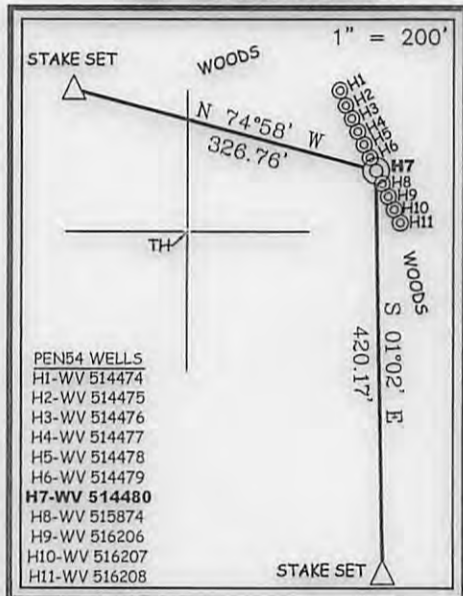 1" = 200'
STAKE SET
WOODS
N 74°58' W
326.76'
H1
H2
H3
H4
H5
H6
H7
H8
H9
H10
H11
TH
WOODS
S 01°02' E
420.17'
PEN54 WELLS
H1-WV 514474
H2-WV 514475
H3-WV 514476
H4-WV 514477
H5-WV 514478
H6-WV 514479
H7-WV 514480
H8-WV 515874
H9-WV 516206
H10-WV 516207
H11-WV 516208
STAKE SET